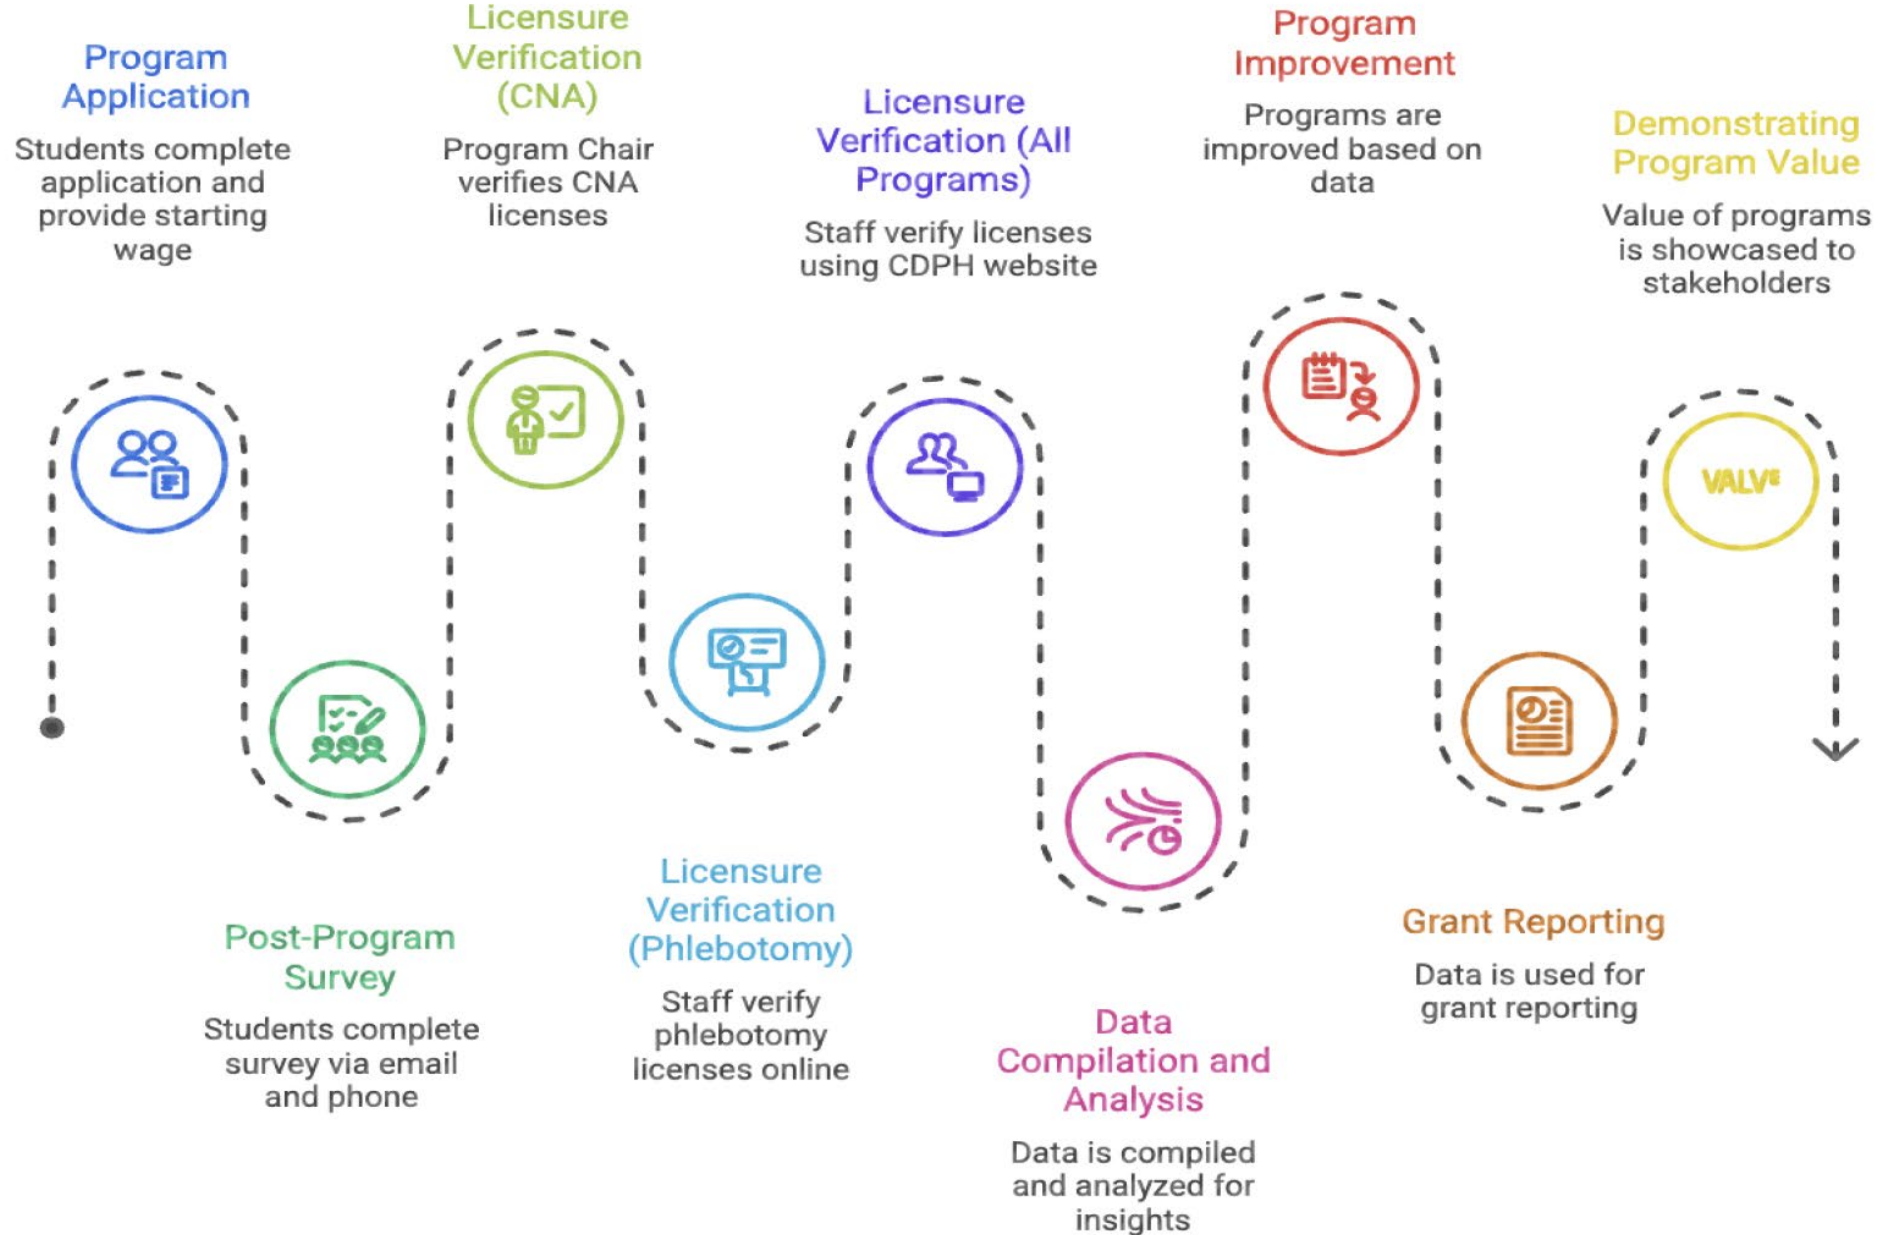 Program
Application
Students complete
application and
provide starting
wage
Post-Program
Survey
Students complete
survey via email
and phone
Licensure
Verification
(CNA)
Program Chair
verifies CNA
licenses
Licensure
Verification
(Phlebotomy)
Staff verify
phlebotomy
licenses online
Licensure
Verification (All
Programs)
Staff verify licenses
using CDPH website
Data
Compilation and
Analysis
Data is compiled
and analyzed for
insights
Program
Improvement
Programs are
improved based on
data
Grant Reporting
Data is used for
grant reporting
Demonstrating
Program Value
Value of programs
is showcased to
stakeholders
VALVE